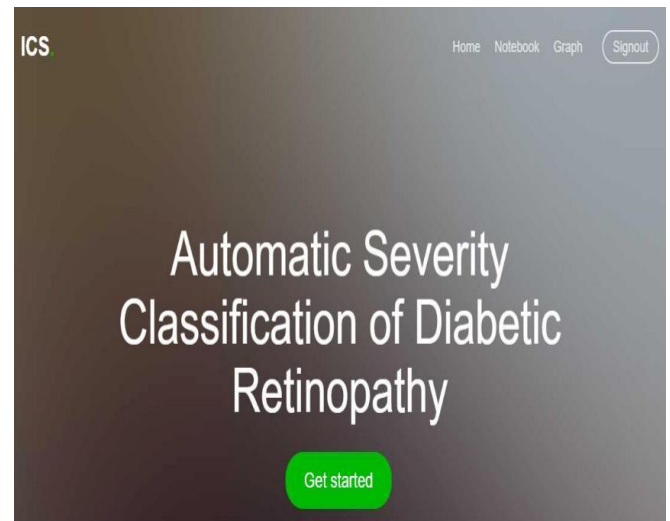 ICS.
Home Notebook Graph Signout
Automatic Severity
Classification of Diabetic
Retinopathy
Get started